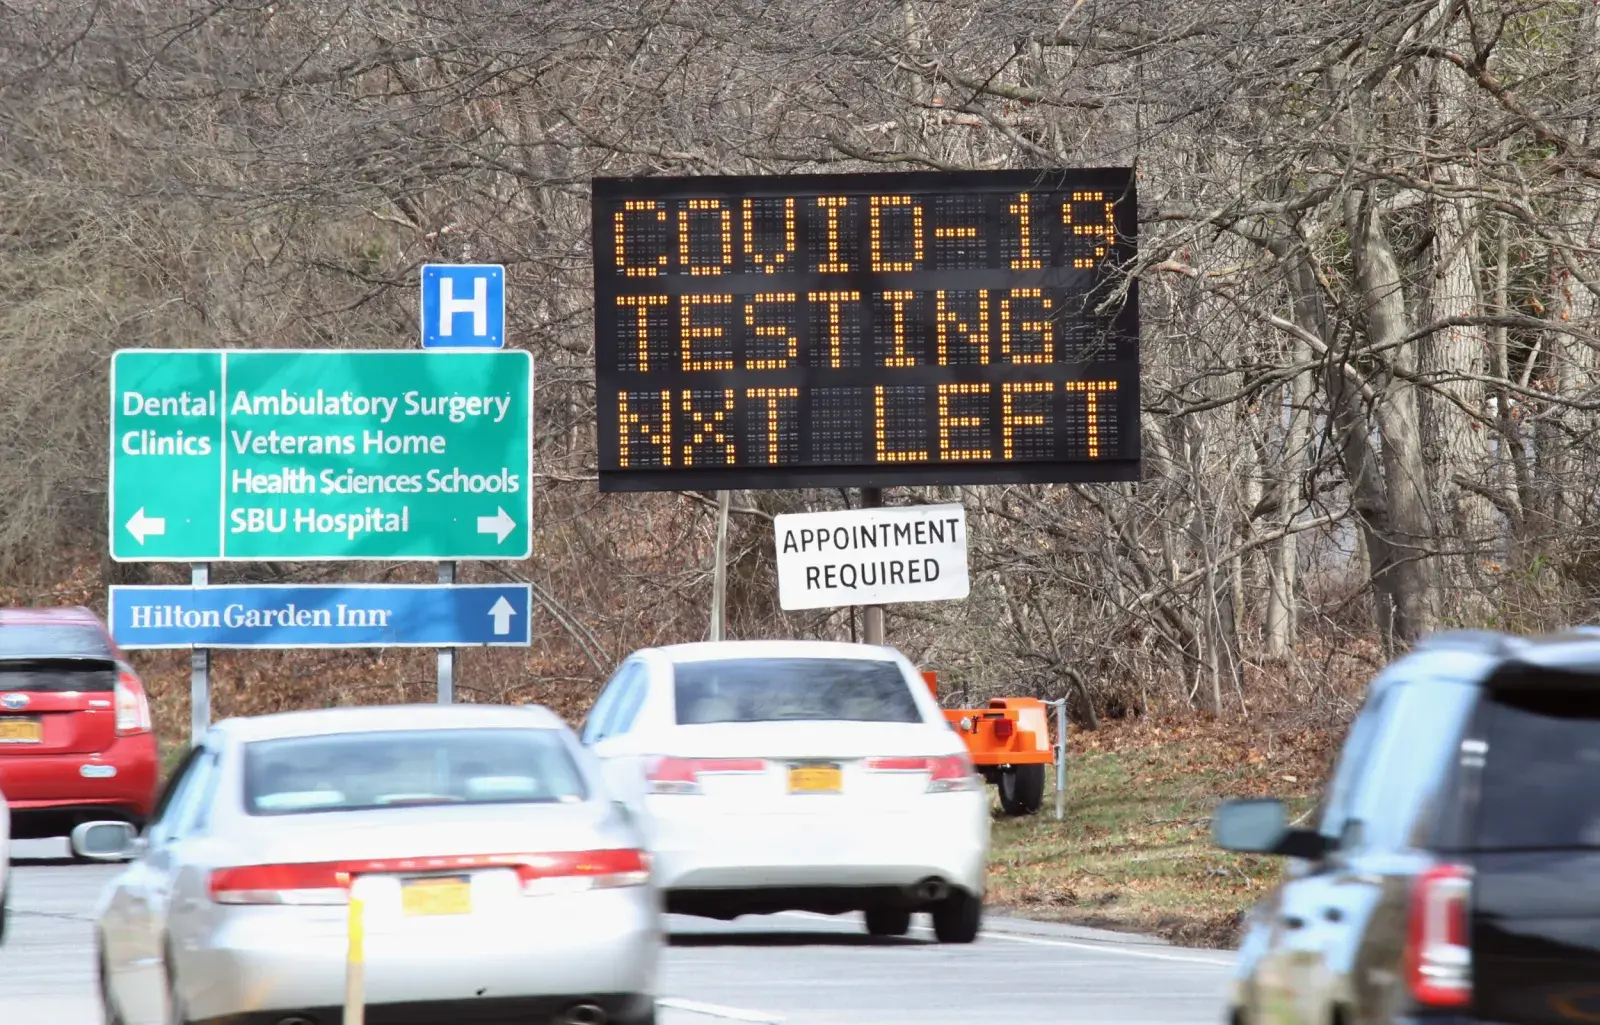 H
Dental
Clinics
Ambulatory Surgery
Veterans Home
Health Sciences Schools
SBU Hospital
Hilton Garden Inn
COVID-19
TESTING
NXT LEFT
APPOINTMENT
REQUIRED